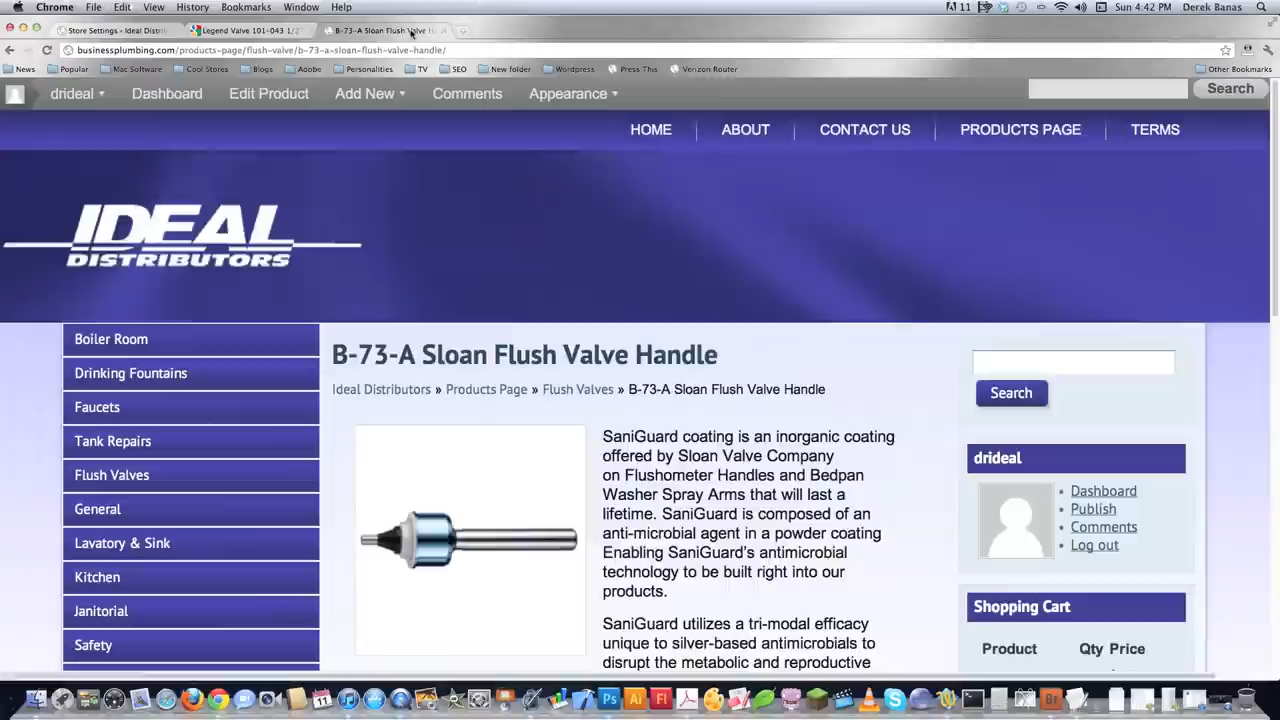 Chrome File Edit View History Bookmarks Window Help 11 Sun 4:42 PM Derek Banas
Store Settings ‹ Ideal Distrib Legend Valve 101-043 1/2 B-73-A Sloan Flush Valve H
businessplumbing.com/products-page/flush-valve/b-73-a-sloan-flush-valve-handle/
News Popular Mac Software Cool Stores Blogs Adobe Personalities TV SEO New folder Wordpress Press This Verizon Router Other Bookmarks
drideal Dashboard Edit Product Add New Comments Appearance Search
HOME ABOUT CONTACT US PRODUCTS PAGE TERMS
IDEAL
DISTRIBUTORS
Boiler Room
Drinking Fountains
Faucets
Tank Repairs
Flush Valves
General
Lavatory & Sink
Kitchen
Janitorial
Safety
B-73-A Sloan Flush Valve Handle
Ideal Distributors » Products Page » Flush Valves » B-73-A Sloan Flush Valve Handle
SaniGuard coating is an inorganic coating
offered by Sloan Valve Company
on Flushometer Handles and Bedpan
Washer Spray Arms that will last a
lifetime. SaniGuard is composed of an
anti-microbial agent in a powder coating
Enabling SaniGuard's antimicrobial
technology to be built right into our
products.
SaniGuard utilizes a tri-modal efficacy
unique to silver-based antimicrobials to
disrupt the metabolic and reproductive
Search
drideal
Dashboard
Publish
Comments
Log out
Shopping Cart
Product Qty Price
11
Ps Ai Fl
Br